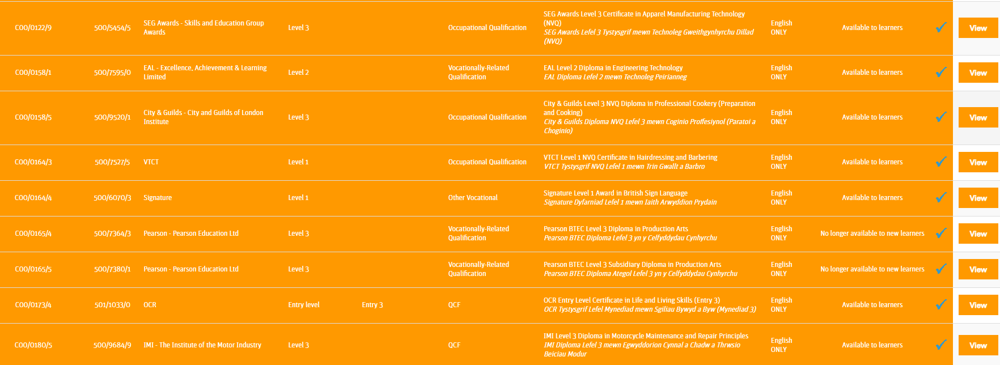 C00/0122/9 500/5454/5 SEG Awards - Skills and Education Group Awards Level 3 Occupational Qualification SEG Awards Level 3 Certificate in Apparel Manufacturing Technology (NVQ) SEG Awards Lefel 3 Tystysgrif mewn Technoleg Gweithgynhyrchu Dillad (NVQ) English ONLY Available to learners View
C00/0158/1 500/7595/0 EAL - Excellence, Achievement & Learning Limited Level 2 Vocationally-Related Qualification EAL Level 2 Diploma in Engineering Technology EAL Diploma Lefel 2 mewn Technoleg Peirianneg English ONLY Available to learners View
C00/0158/5 500/9520/1 City & Guilds - City and Guilds of London Institute Level 3 Occupational Qualification City & Guilds Level 3 NVQ Diploma in Professional Cookery (Preparation and Cooking) City & Guilds Diploma NVQ Lefel 3 mewn Coginio Proffesiynol (Paratoi a Choginio) English ONLY Available to learners View
C00/0164/3 500/7527/5 VTCT Level 1 Occupational Qualification VTCT Level 1 NVQ Certificate in Hairdressing and Barbering VTCT Tystysgrif NVQ Lefel 1 mewn Trin Gwallt a Barbro English ONLY Available to learners View
C00/0164/4 500/6070/3 Signature Level 1 Other Vocational Signature Level 1 Award in British Sign Language Signature Dyfarniad Lefel 1 mewn Iaith Arwyddion Prydain English ONLY Available to learners View
C00/0165/4 500/7364/3 Pearson - Pearson Education Ltd Level 3 Vocationally-Related Qualification Pearson BTEC Level 3 Diploma in Production Arts Pearson BTEC Diploma Lefel 3 yn y Celfyddydau Cynhyrchu English ONLY No longer available to new learners View
C00/0165/5 500/7380/1 Pearson - Pearson Education Ltd Level 3 Vocationally-Related Qualification Pearson BTEC Level 3 Subsidiary Diploma in Production Arts Pearson BTEC Diploma Ategol Lefel 3 yn y Celfyddydau Cynhyrchu English ONLY No longer available to new learners View
C00/0173/4 501/1033/0 OCR Entry level Entry 3 QCF OCR Entry Level Certificate in Life and Living Skills (Entry 3) OCR Tystysgrif Lefel Mynediad mewn Sgiliau Bywyd a Byw (Mynediad 3) English ONLY Available to learners View
C00/0180/5 500/9684/9 IMI - The Institute of the Motor Industry Level 3 QCF IMI Level 3 Diploma in Motorcycle Maintenance and Repair Principles IMI Diploma Lefel 3 mewn Egwyddorion Cynnal a Chadw a Thrwsio Beiciau Modur English ONLY Available to learners View